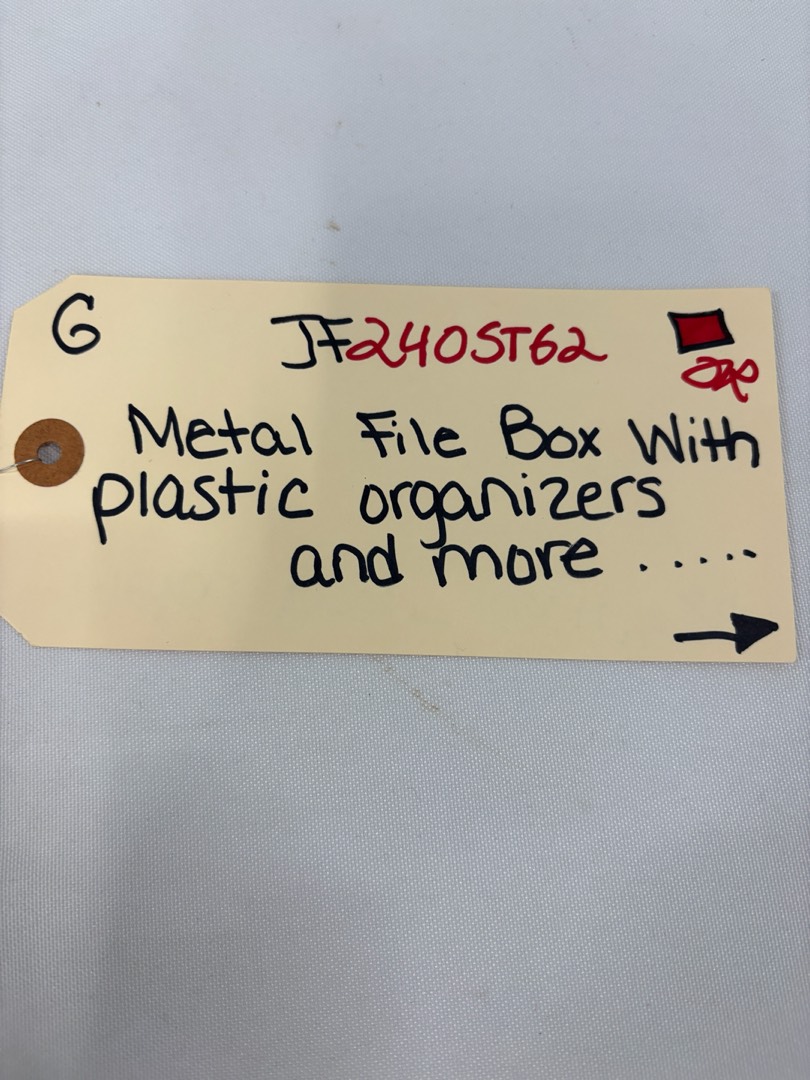 G
JF240ST62
Metal File Box With
plastic organizers
and more .....